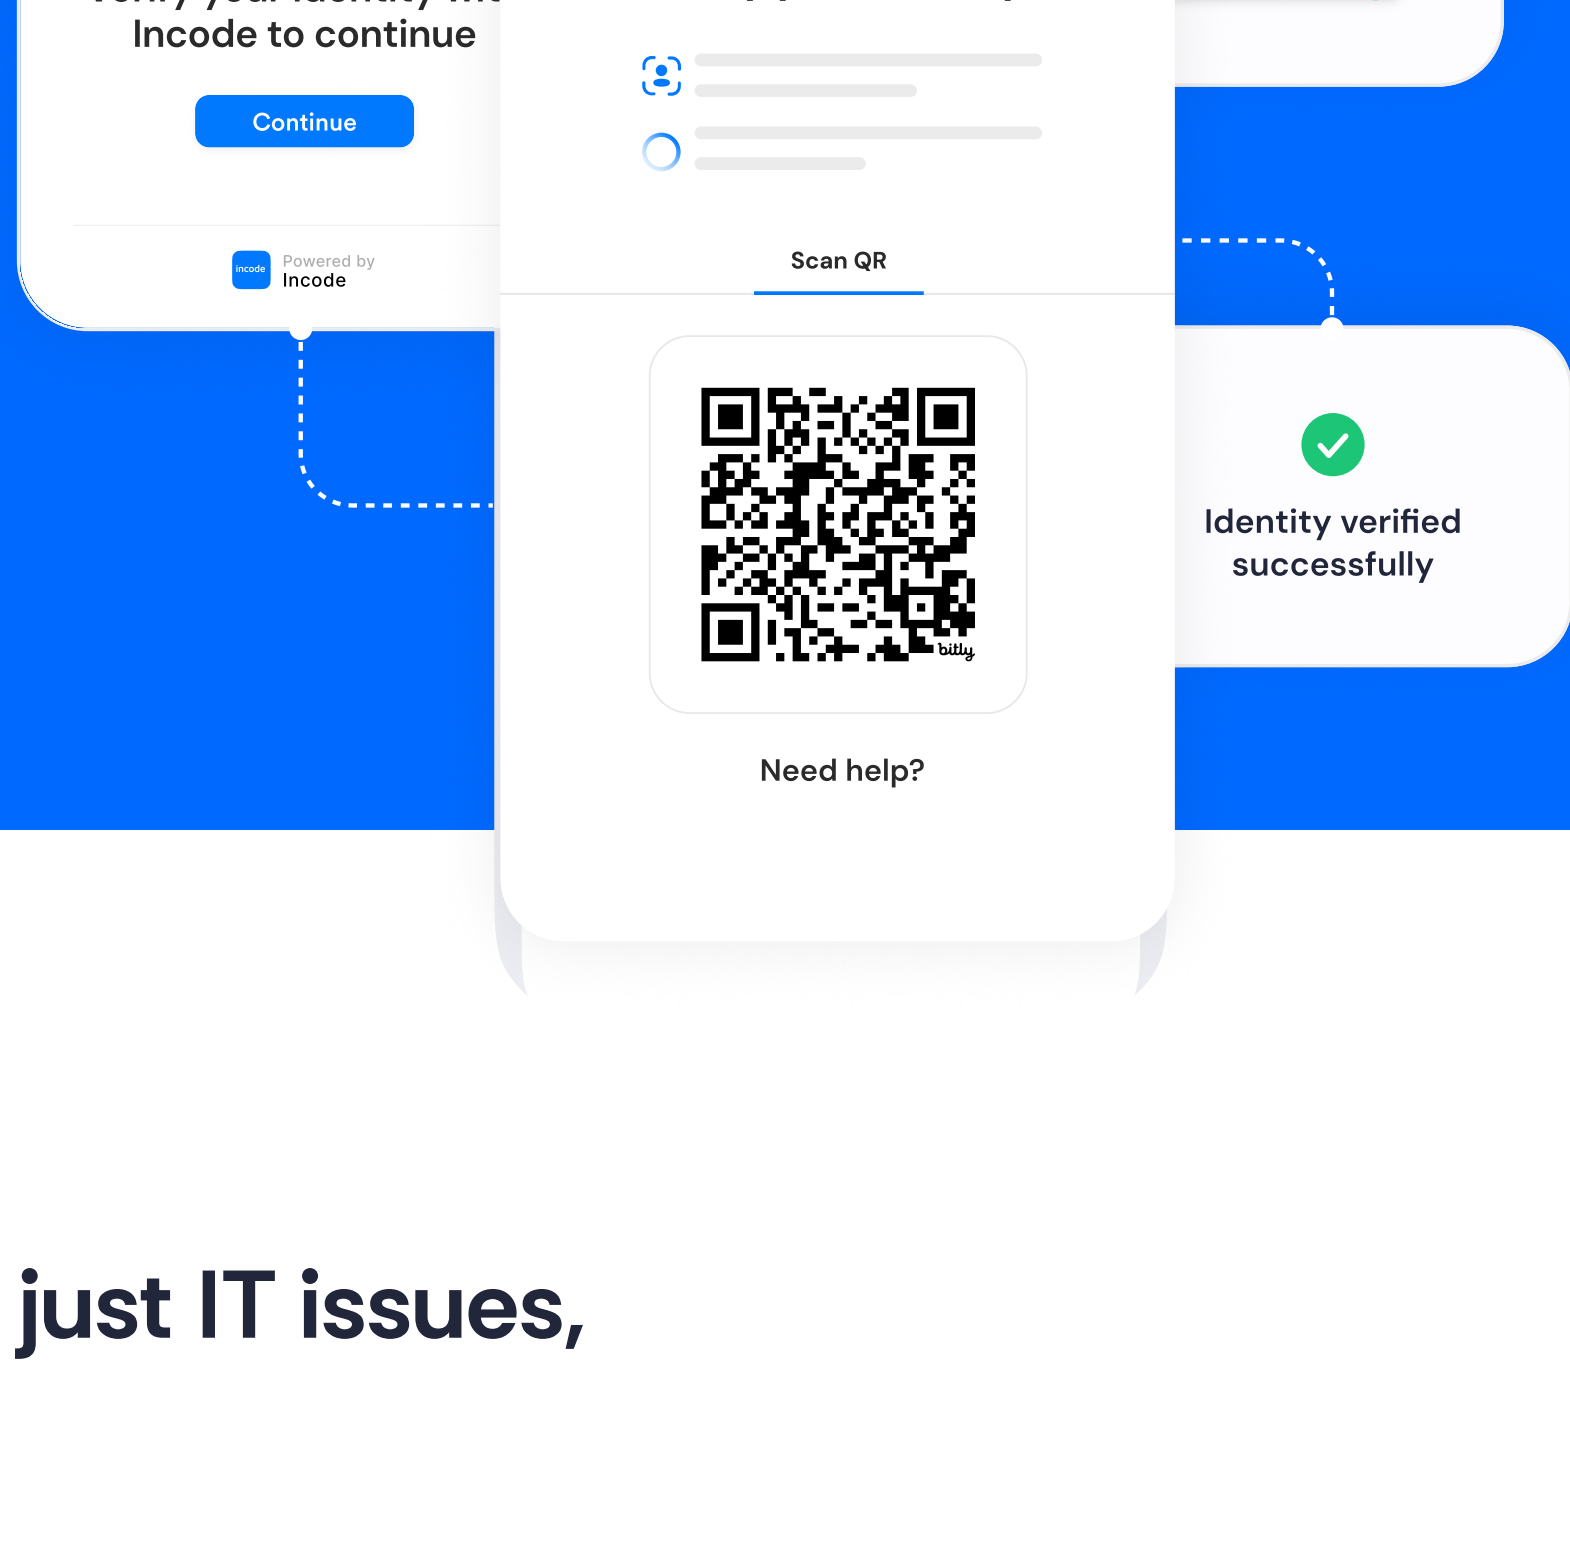 Incode to continue
Continue
incode
Powered by
Incode
Scan QR
bitly
Need help?
Identity verified
successfully
just IT issues,